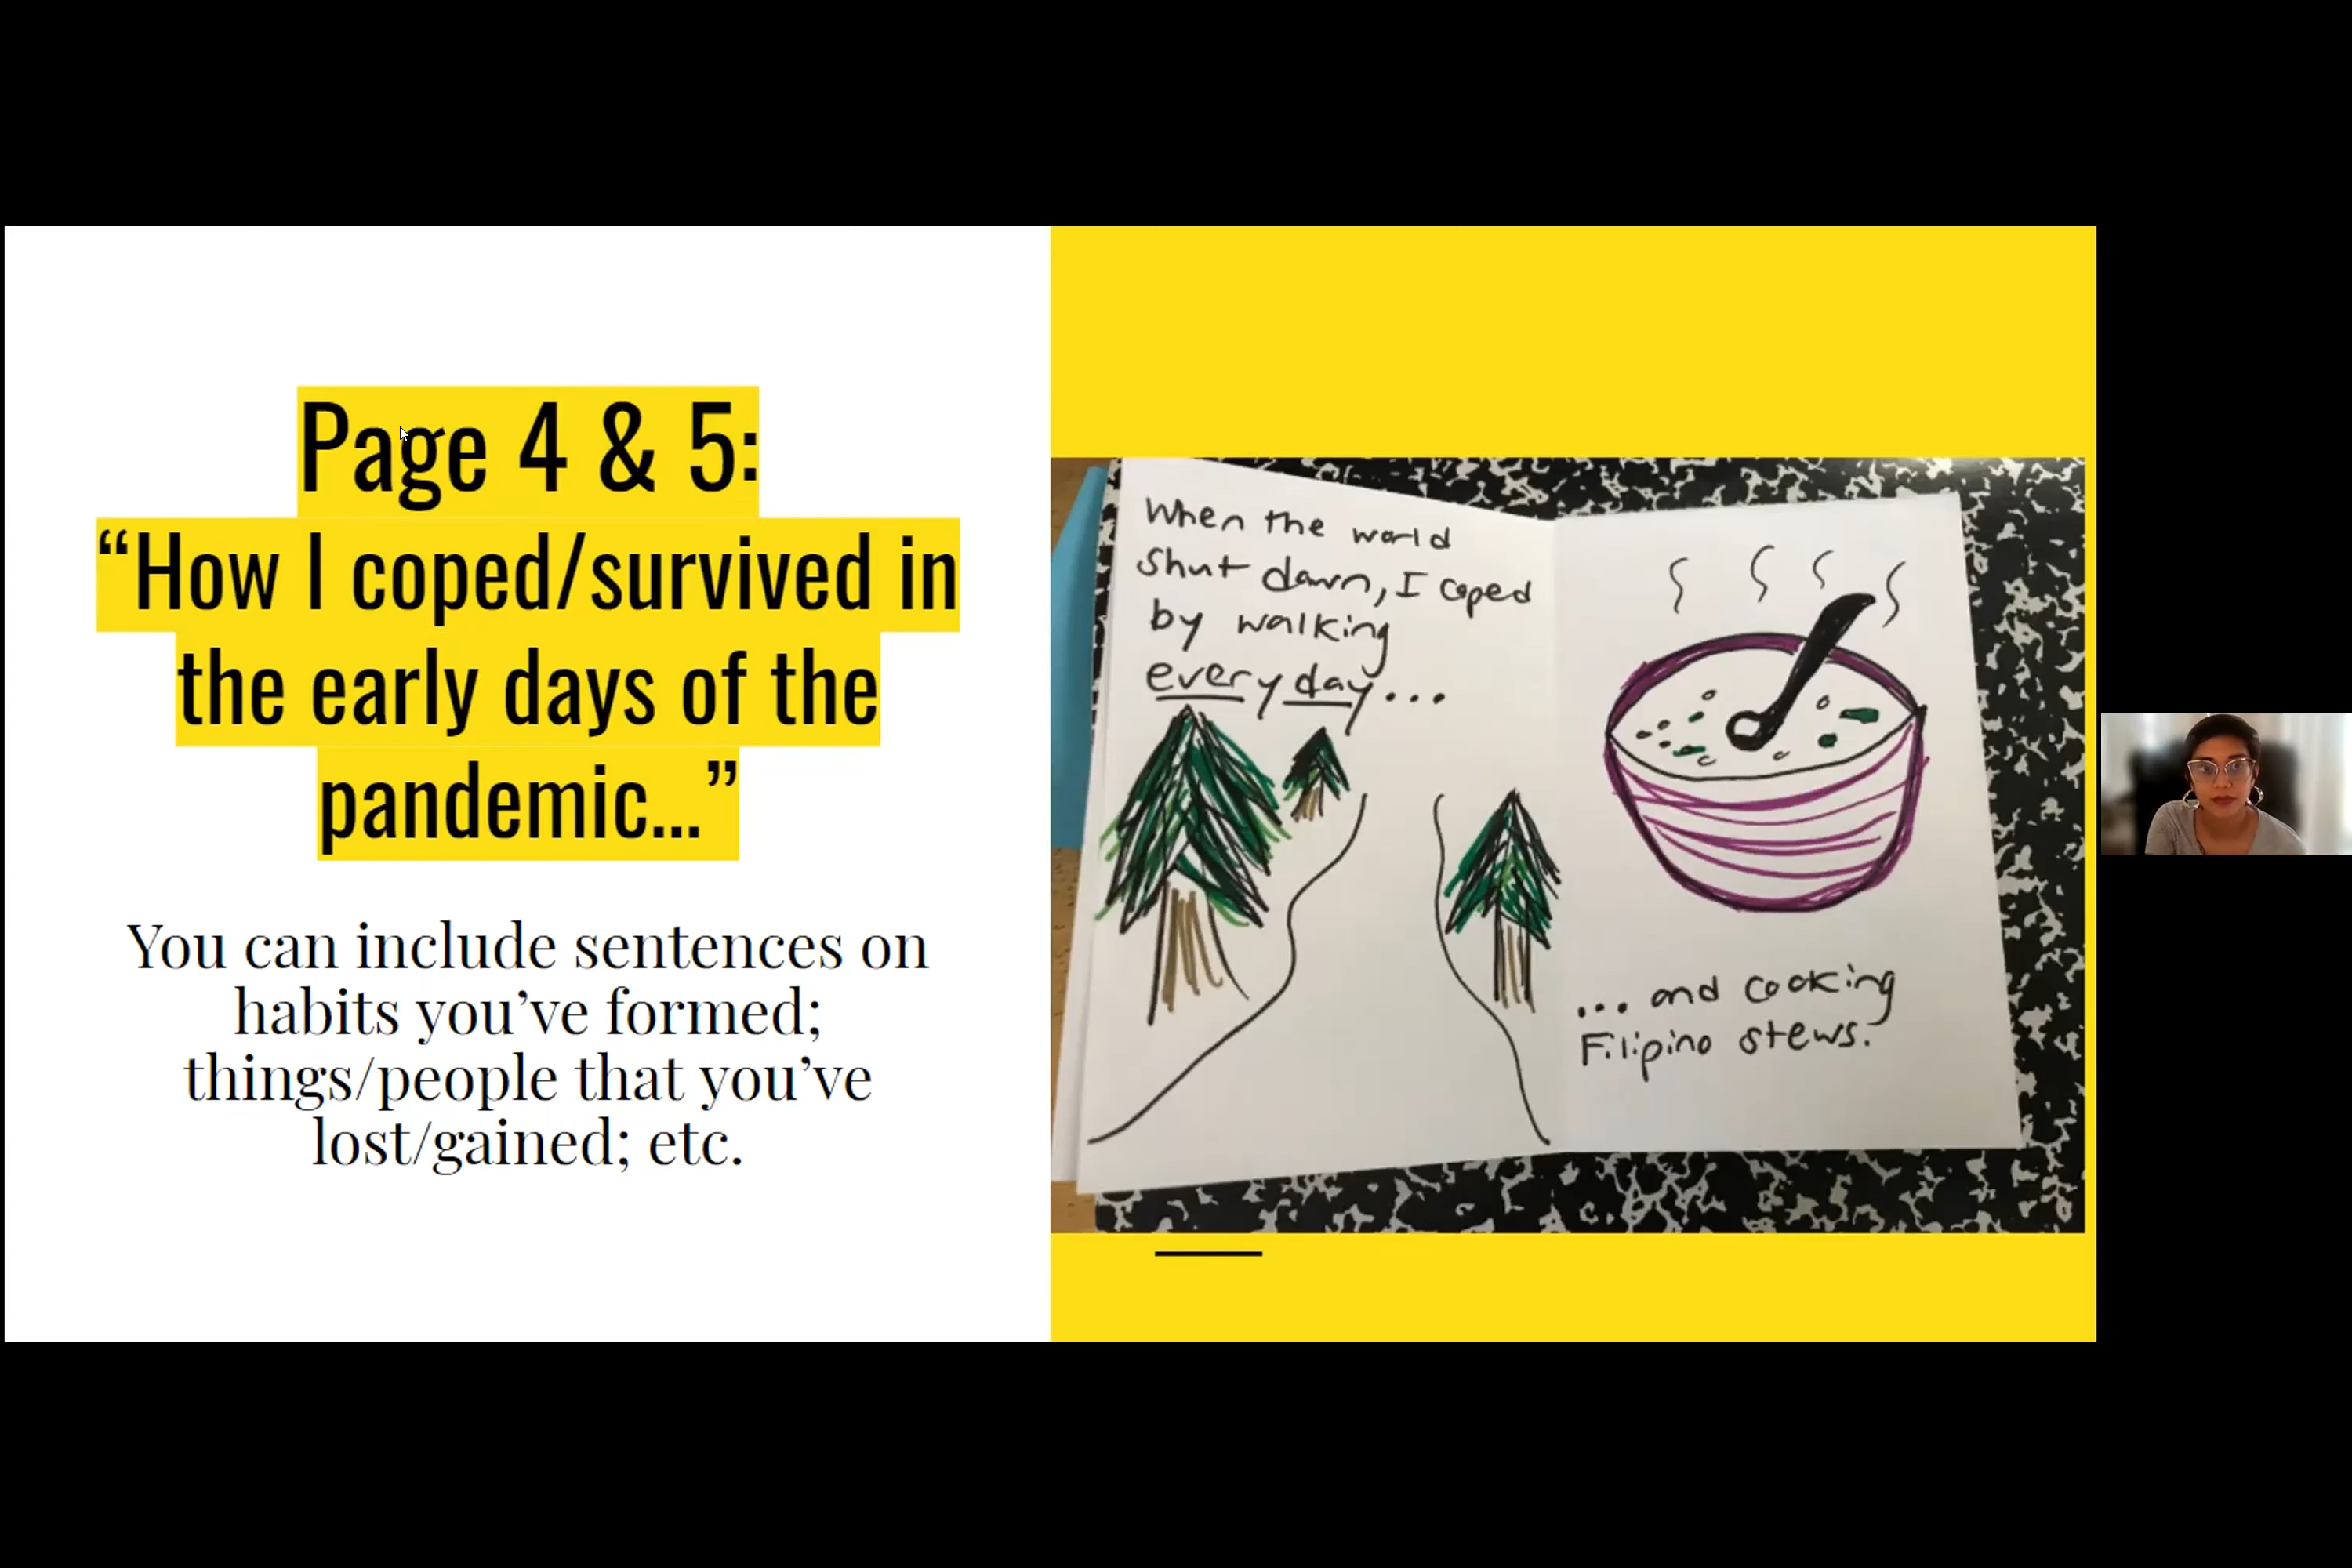 Page 4 & 5:
“How I coped/survived in
the early days of the
pandemic...”
You can include sentences on
habits you’ve formed;
things/people that you’ve
lost/gained; etc.
When the world
shut down, I coped
by walking
every day...
... and cooking
Filipino stews.